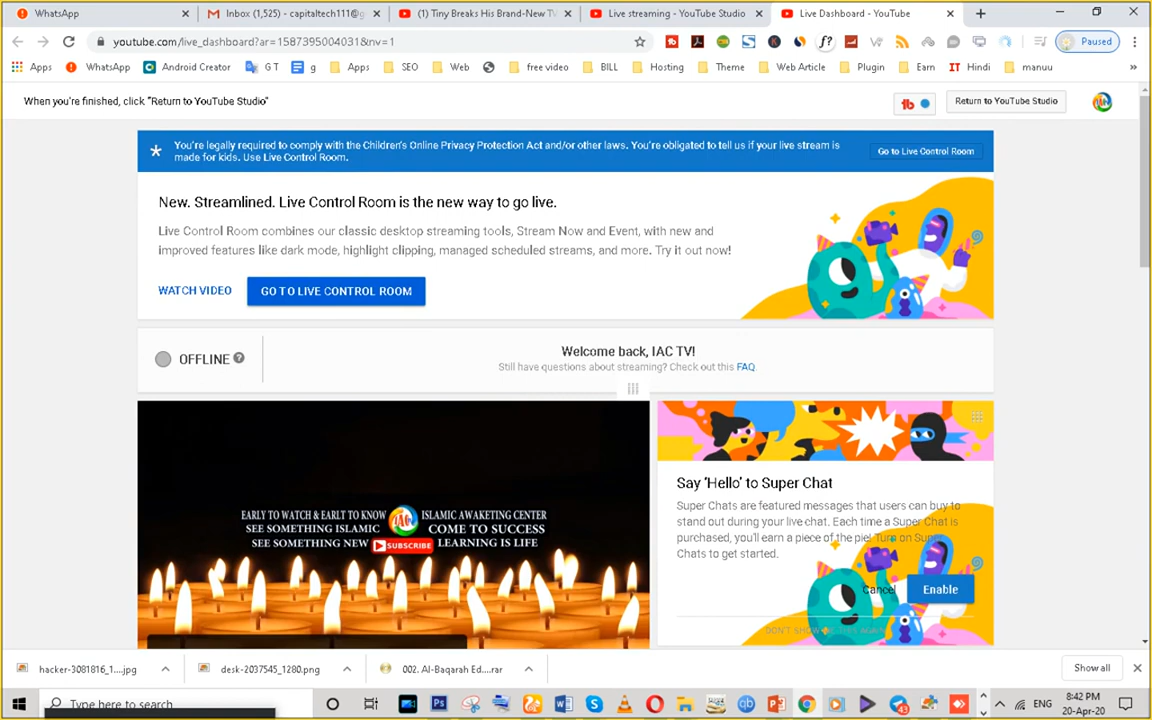 WhatsApp
Inbox (1,525) - capitaltech111@g
(1) Tiny Breaks His Brand-New TV
Live streaming - YouTube Studio
Live Dashboard - YouTube
youtube.com/live_dashboard?ar=1587395004031&nv=1
Paused
Apps WhatsApp Android Creator G T g Apps SEO Web free video BILL Hosting Theme Web Article Plugin Earn IT Hindi manuu
When you're finished, click "Return to YouTube Studio"
Return to YouTube Studio
You're legally required to comply with the Children's Online Privacy Protection Act and/or other laws. You're obligated to tell us if your live stream is
made for kids. Use Live Control Room.
Go to Live Control Room
New. Streamlined. Live Control Room is the new way to go live.
Live Control Room combines our classic desktop streaming tools, Stream Now and Event, with new and
improved features like dark mode, highlight clipping, managed scheduled streams, and more. Try it out now!
WATCH VIDEO
GO TO LIVE CONTROL ROOM
OFFLINE
Welcome back, IAC TV!
Still have questions about streaming? Check out this FAQ
EARLY TO WATCH & EARLT TO KNOW ISLAMIC AWAKETING CENTER
SEE SOMETHING ISLAMIC COME TO SUCCESS
SEE SOMETHING NEW SUBSCRIBE LEARNING IS LIFE
Say 'Hello' to Super Chat
Super Chats are featured messages that users can buy to
stand out during your live chat. Each time a Super Chat is
purchased, you'll earn a piece of the pie! Turn on Super
Chats to get started.
Cancel
Enable
hacker-3081816_1....jpg
desk-2037545_1280.png
002. Al-Baqarah Ed....rar
Show all
Type here to search
ENG
8:42 PM
20-Apr-20